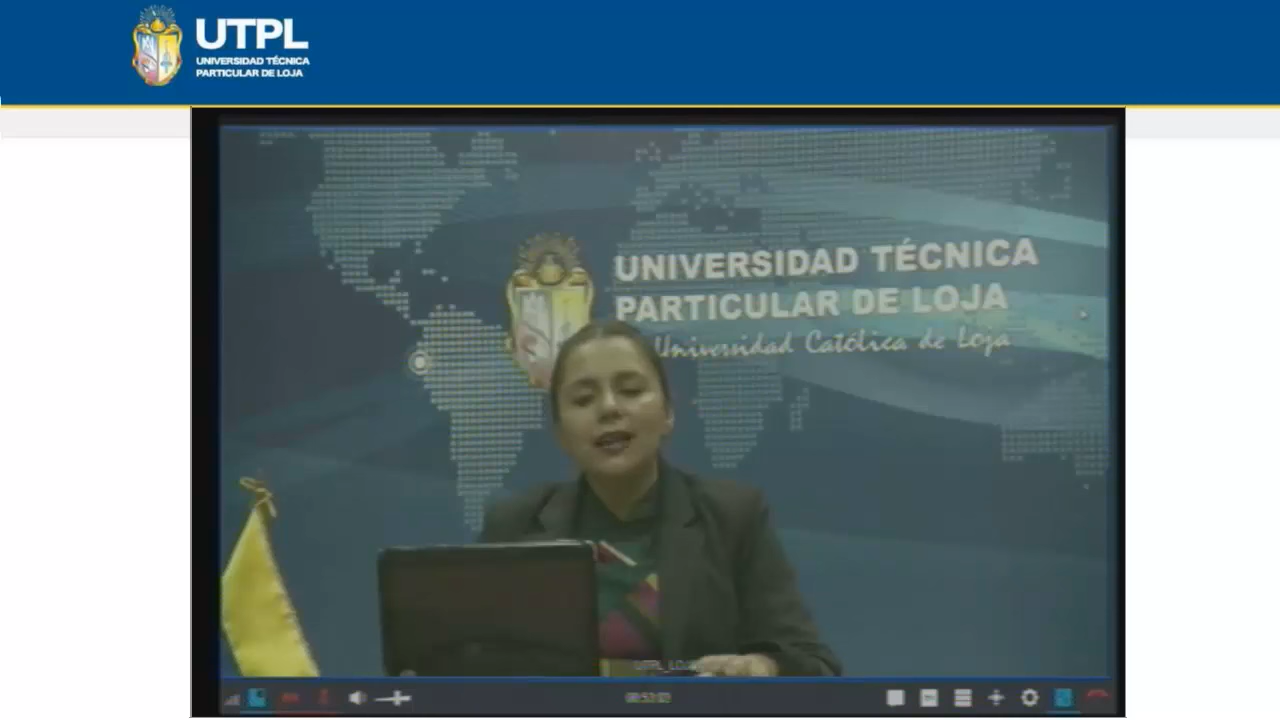 UTPL
UNIVERSIDAD TÉCNICA
PARTICULAR DE LOJA
UNIVERSIDAD TÉCNICA
PARTICULAR DE LOJA
Universidad Católica de Loja
UTPL_LOJA